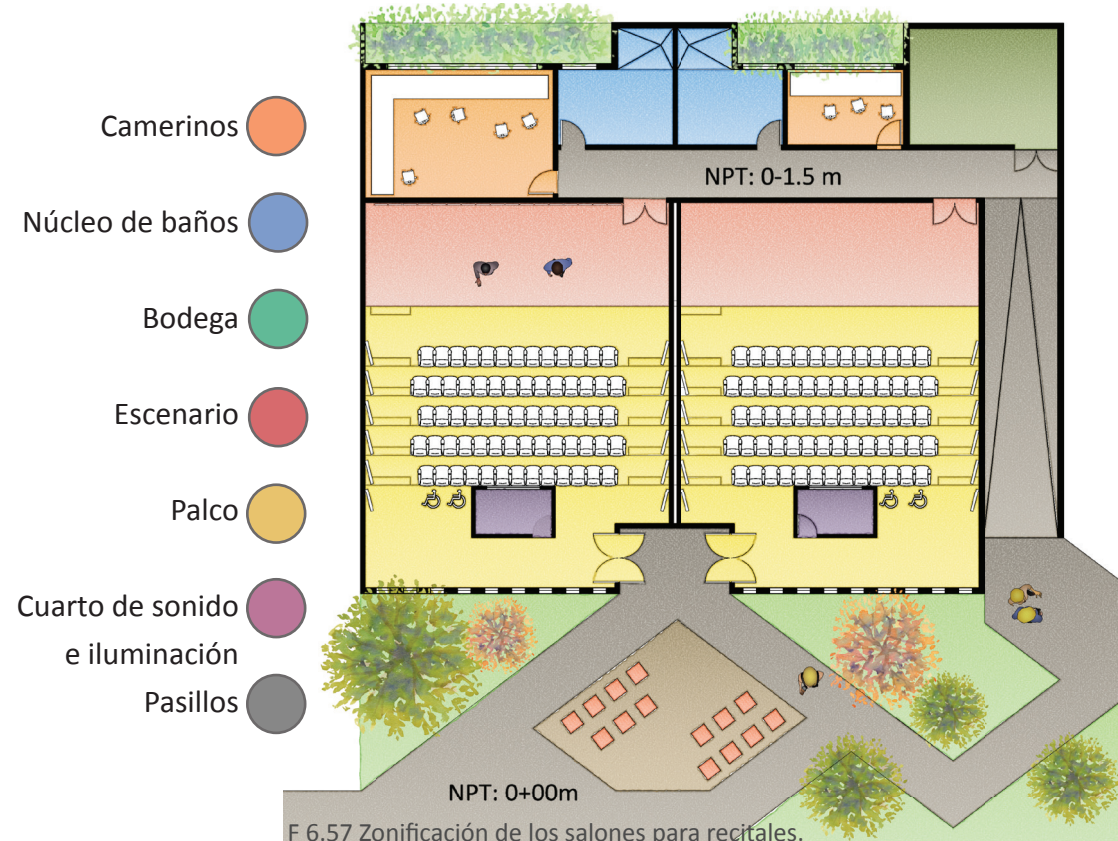 Camerinos
Núcleo de baños
Bodega
Escenario
Palco
Cuarto de sonido
e iluminación
Pasillos
NPT: 0-1.5 m
NPT: 0+00m
F 6.57 Zonificación de los salones para recitales.